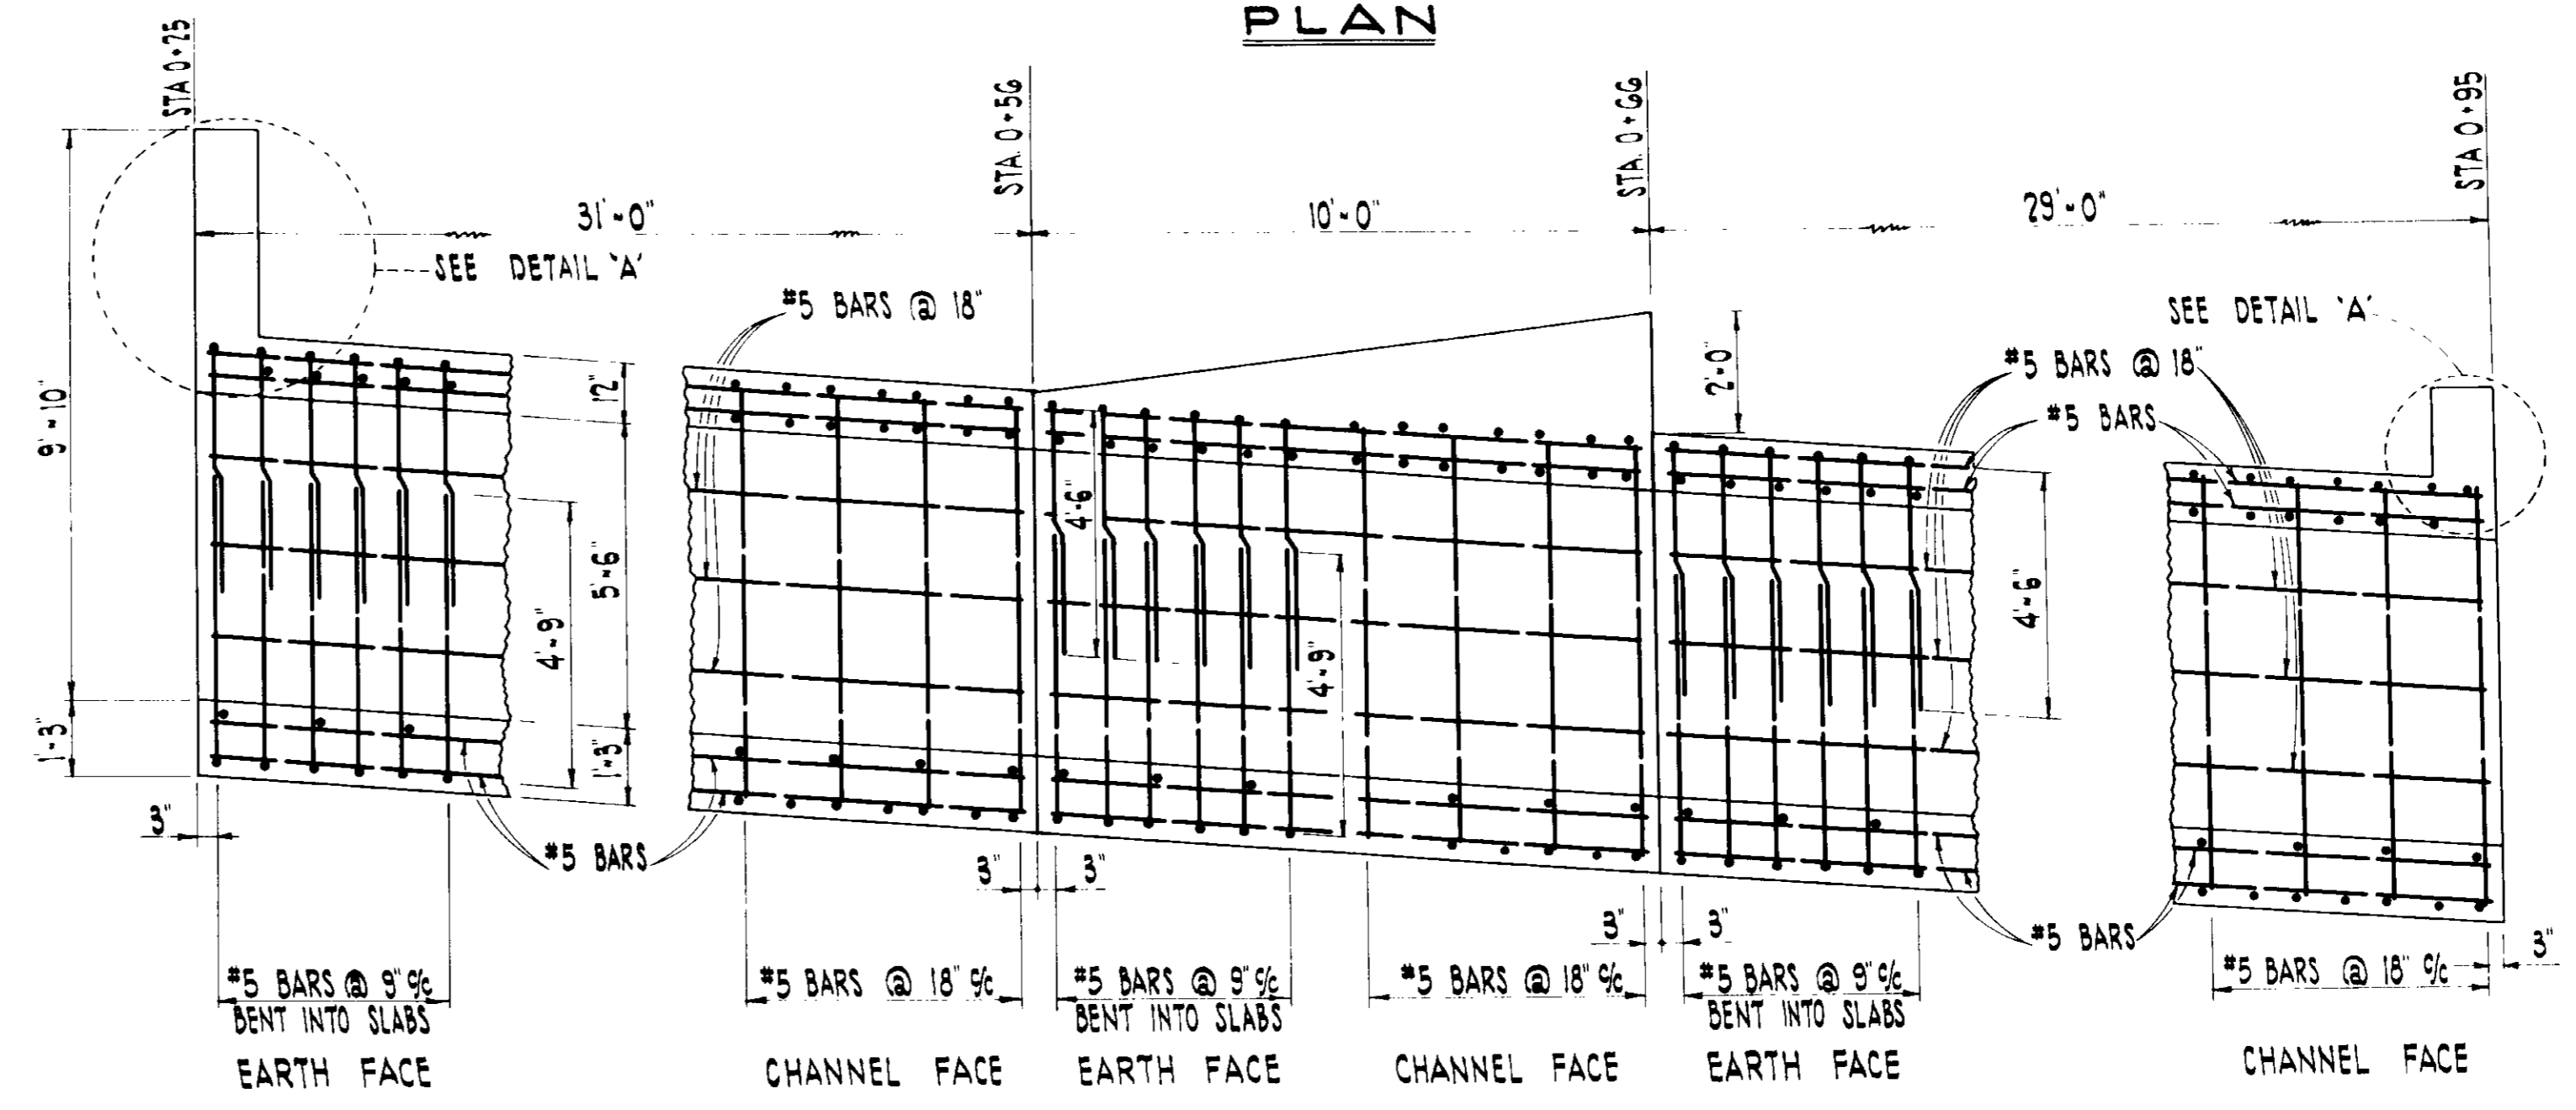 PLAN
STA 0+25
STA. 0+56
STA. 0+66
STA 0+95
31'-0"
10'-0"
29'-0"
SEE DETAIL 'A'
#5 BARS @ 18"
SEE DETAIL 'A'
#5 BARS @ 18"
#5 BARS
9'-10"
12"
2'-0"
4'-6"
5'-6"
4'-9"
4'-9"
4'-6"
1'-3"
1'-3"
3"
#5 BARS
3" 3"
3" 3"
#5 BARS
3"
#5 BARS @ 9" c/c
BENT INTO SLABS
EARTH FACE
#5 BARS @ 18" c/c
CHANNEL FACE
#5 BARS @ 9" c/c
BENT INTO SLABS
EARTH FACE
#5 BARS @ 18" c/c
CHANNEL FACE
#5 BARS @ 9" c/c
BENT INTO SLABS
EARTH FACE
#5 BARS @ 18" c/c
CHANNEL FACE